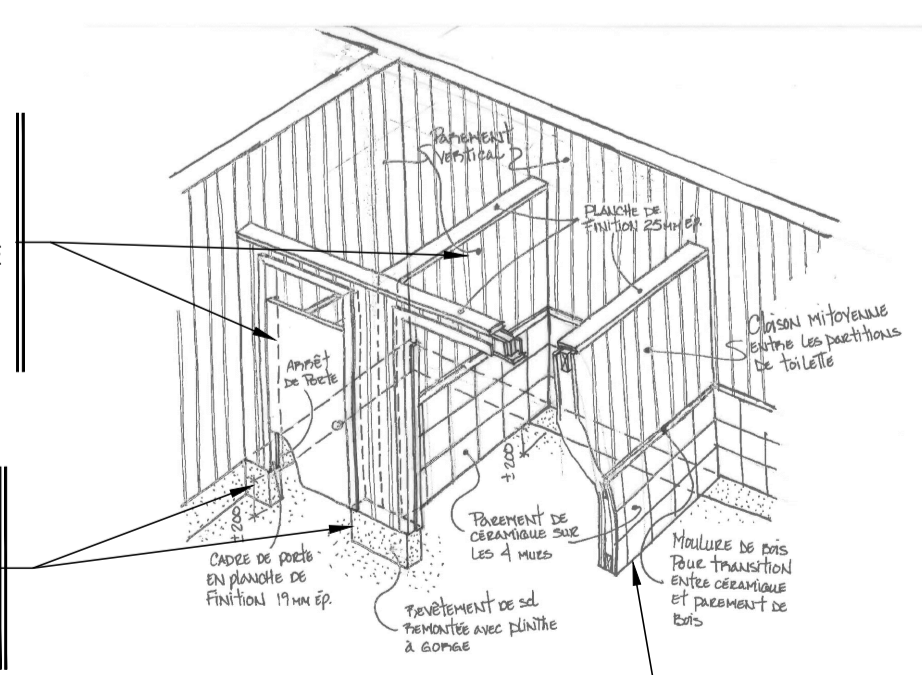 PAREMENT
VERTICAL
PLANCHE DE
FINITION 25MM ÉP.
CLOISON MITOYENNE
ENTRE LES PARTITIONS
DE TOILETTE
ARRÊT
DE PORTE
+200
+200
CADRE DE PORTE
EN PLANCHE DE
FINITION 19 MM ÉP.
PAREMENT DE
CÉRAMIQUE SUR
LES 4 MURS
MOULURE DE BOIS
POUR TRANSITION
ENTRE CÉRAMIQUE
ET PAREMENT DE
BOIS
REVÊTEMENT DE SOL
REMONTÉE AVEC PLINTHE
À GORGE